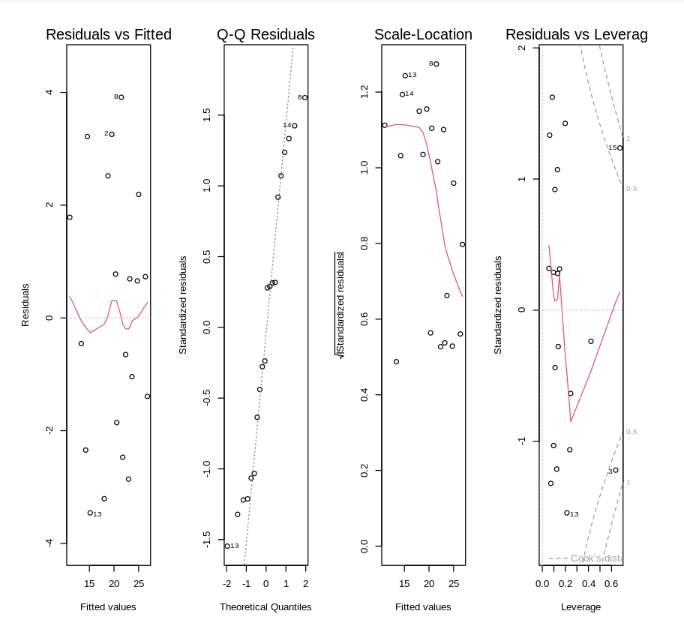 Residuals vs Fitted
Residuals
4
2
0
-2
-4
8
2
13
15 20 25
Fitted values
Q-Q Residuals
Standardized residuals
1.5
1.0
0.5
0.0
-0.5
-1.0
-1.5
8
14
13
-2 -1 0 1 2
Theoretical Quantiles
Scale-Location
√|Standardized residuals|
1.2
1.0
0.8
0.6
0.4
0.2
0.0
8
13
14
15 20 25
Fitted values
Residuals vs Leverag
Standardized residuals
2
1
0
-1
1
15
0.5
0.5
3
1
13
Cook's dista
0.0 0.2 0.4 0.6
Leverage